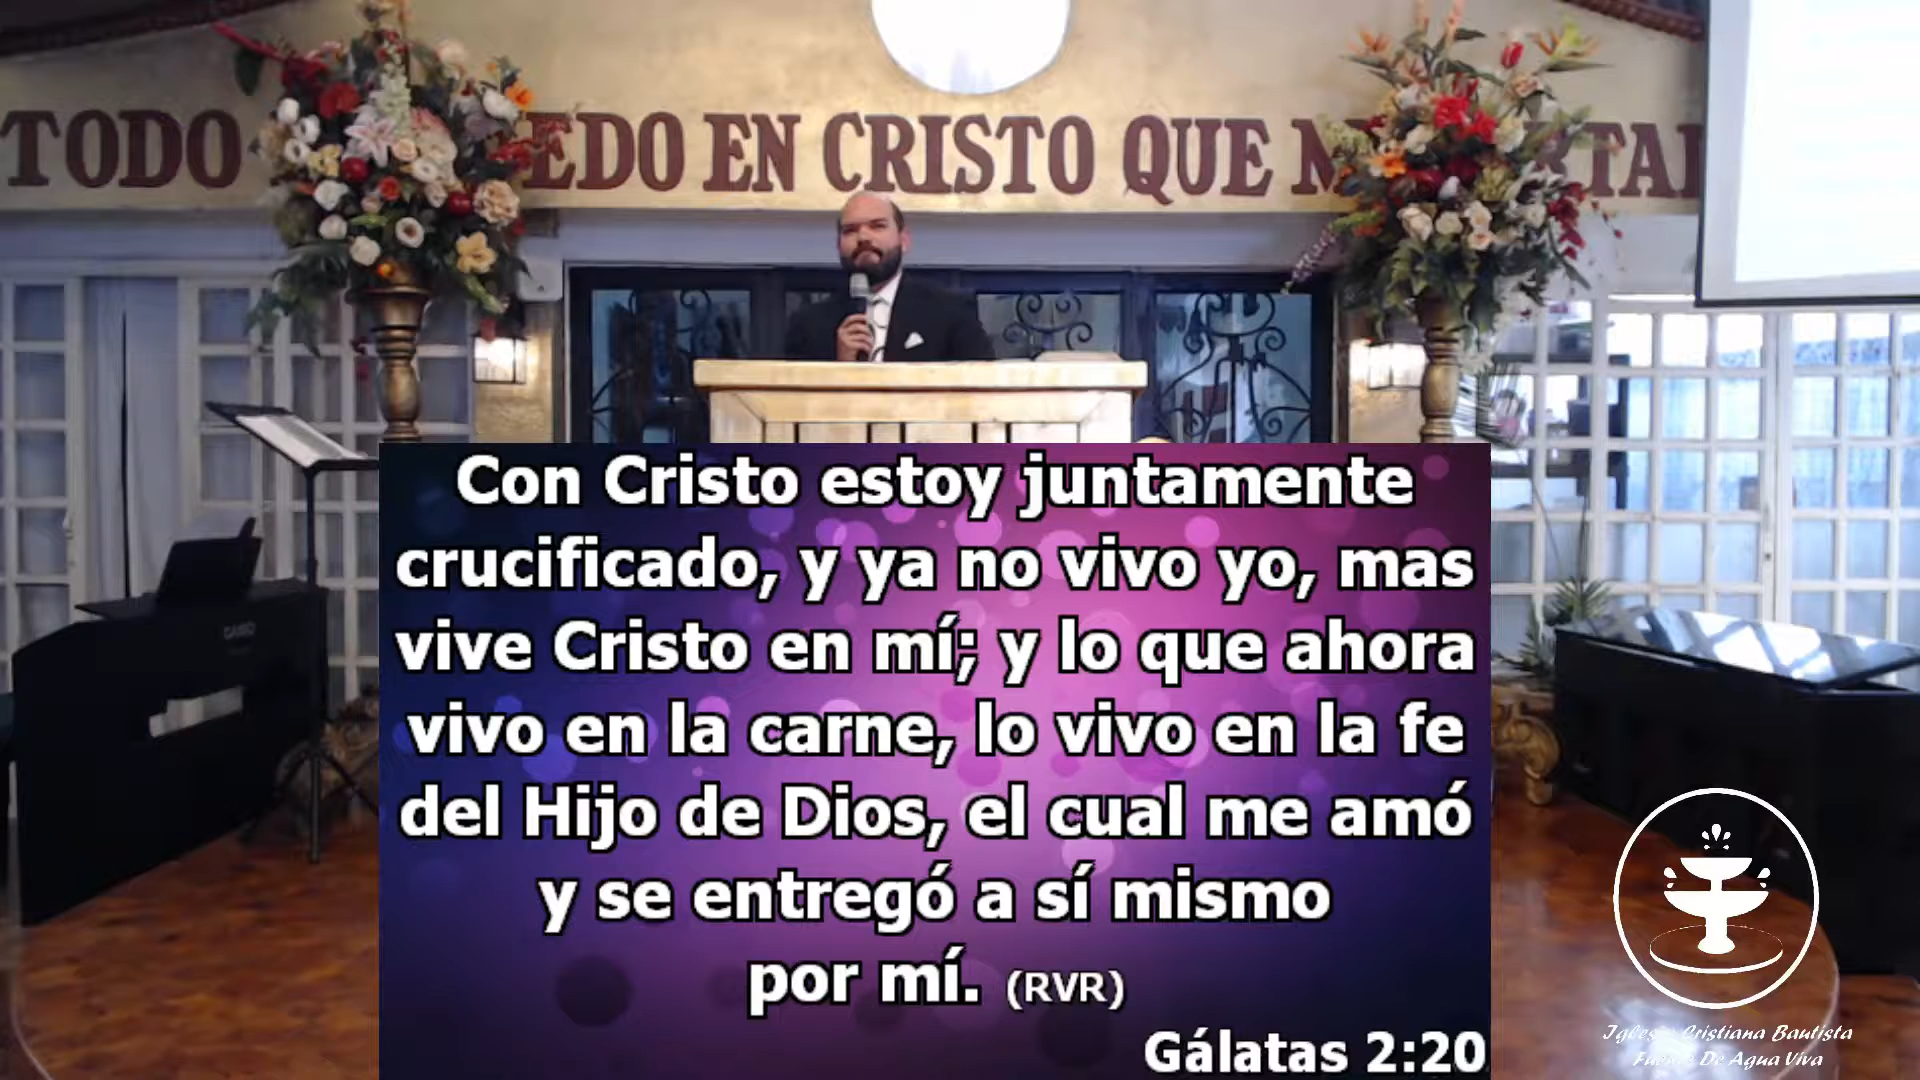 TODO EDO EN CRISTO QUE
Con Cristo estoy juntamente
crucificado, y ya no vivo yo, mas
vive Cristo en mí; y lo que ahora
vivo en la carne, lo vivo en la fe
del Hijo de Dios, el cual me amó
y se entregó a sí mismo
por mí. (RVR)
Gálatas 2:20
CASIO
Cristiana Bautista
De Agua Viva